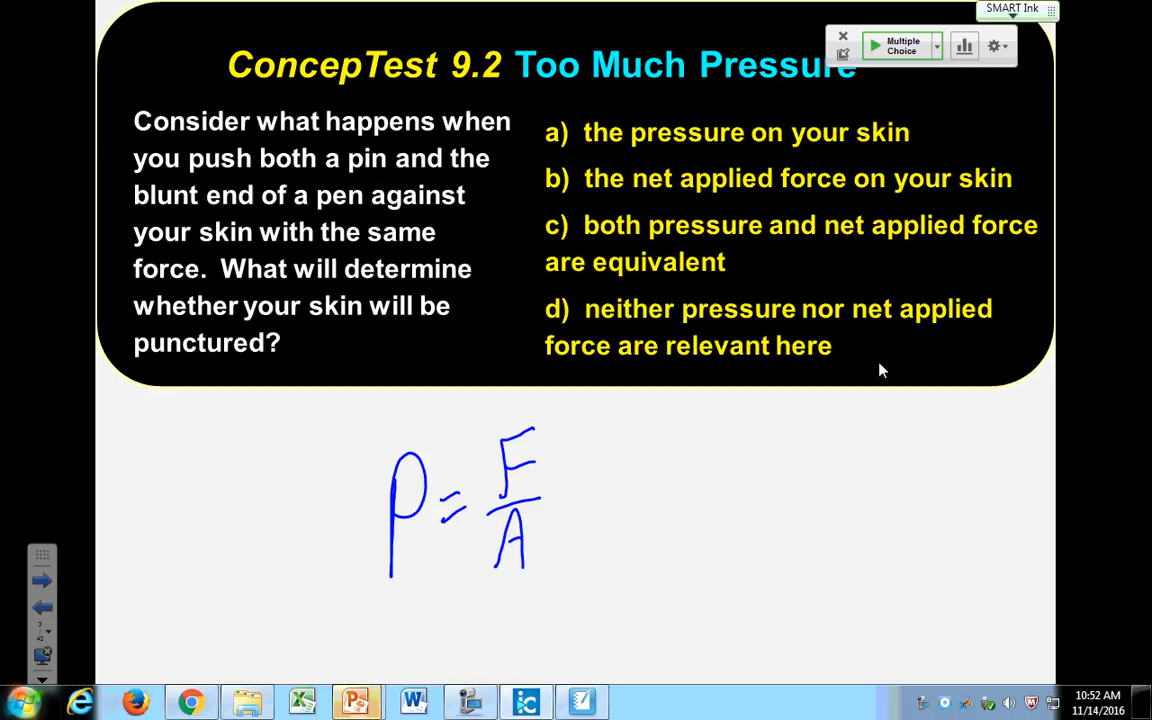 SMART Ink
Multiple
Choice
ConcepTest 9.2 Too Much Pressure
Consider what happens when
you push both a pin and the
blunt end of a pen against
your skin with the same
force. What will determine
whether your skin will be
punctured?
a) the pressure on your skin
b) the net applied force on your skin
c) both pressure and net applied force
are equivalent
d) neither pressure nor net applied
force are relevant here
P = F/A
10:52 AM
11/14/2016